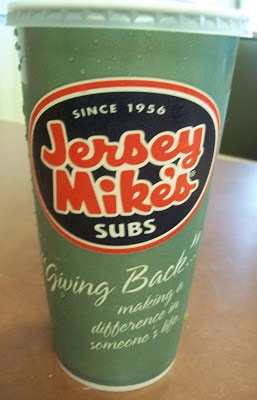 SINCE 1956
Jersey
Mike's
SUBS
"Giving Back..."
making a
difference in
someone's life